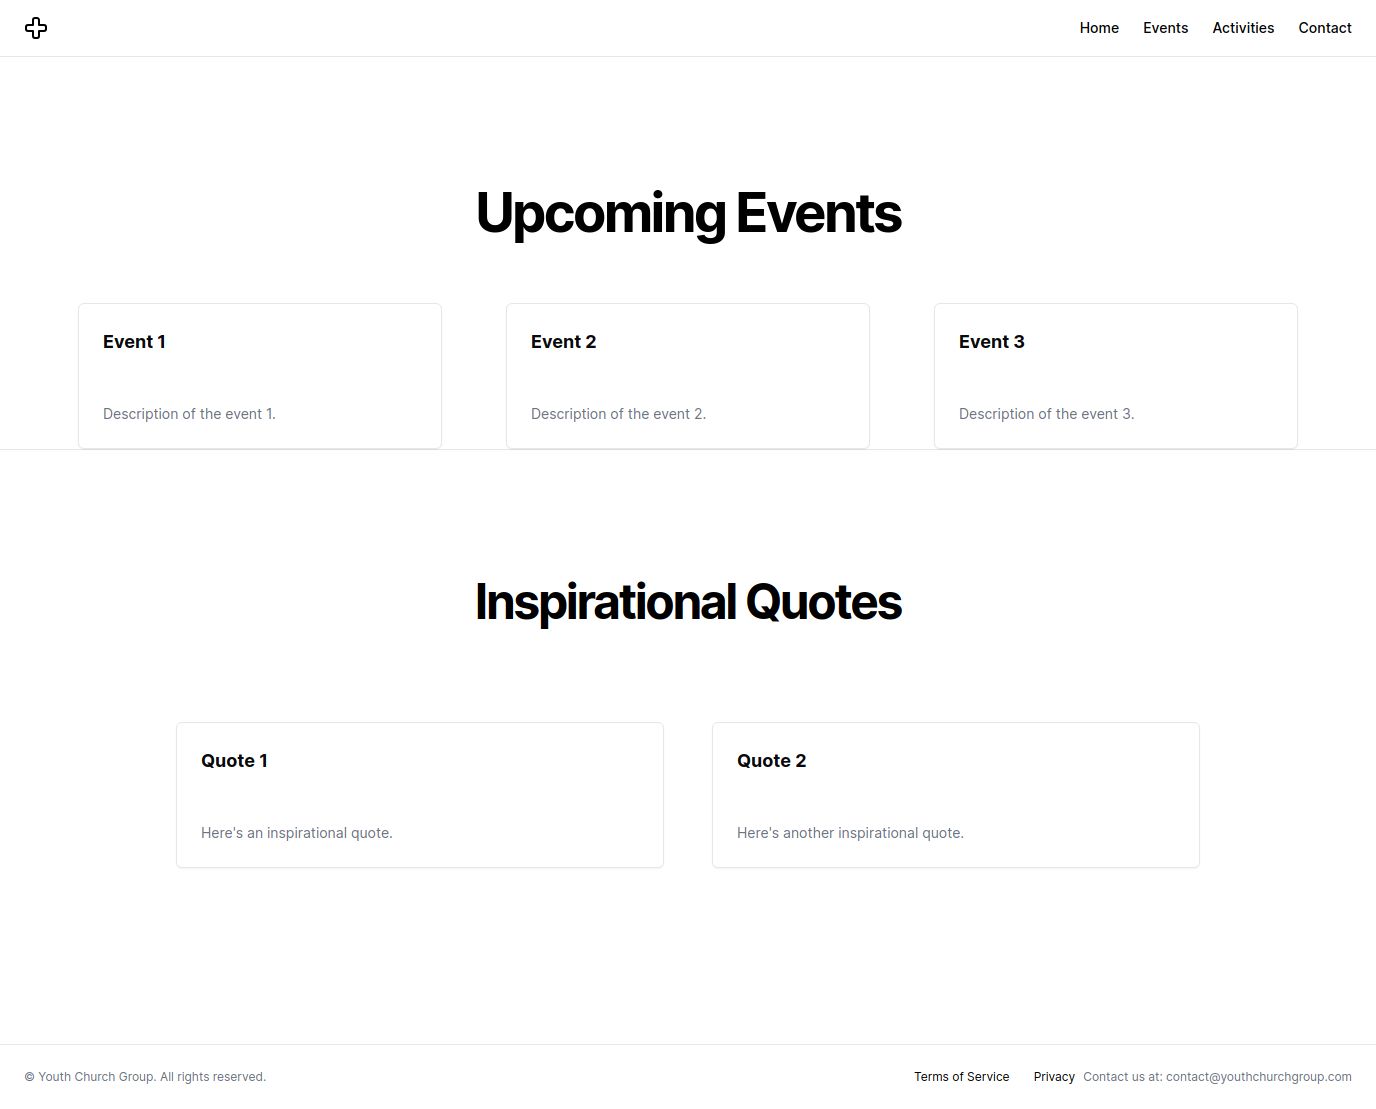 Home Events Activities Contact
Upcoming Events
Event 1 Event 2 Event 3
Description of the event 1. Description of the event 2. Description of the event 3.
Inspirational Quotes
Quote 1 Quote 2
Here's an inspirational quote. Here's another inspirational quote.
© Youth Church Group. All rights reserved. Terms of Service Privacy Contact us at: contact@youthchurchgroup.com